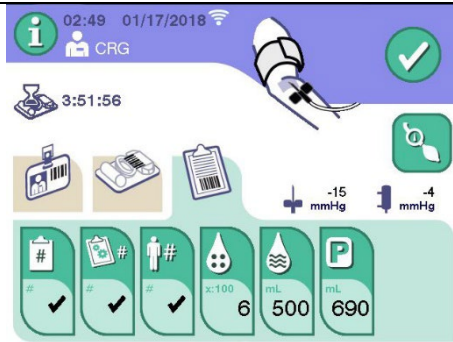 02:49 01/17/2018
CRG
3:51:56
-15 mmHg
-4 mmHg
# # # P
# # # x:100 mL mL
6 500 690